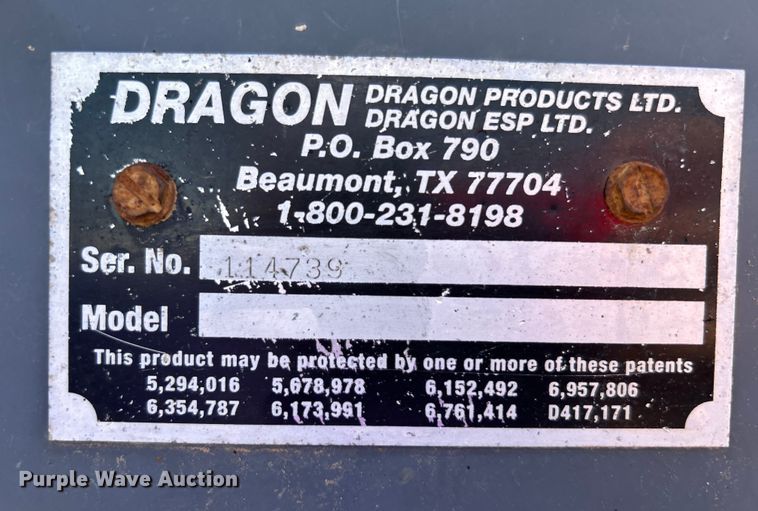 DRAGON DRAGON PRODUCTS LTD.
DRAGON ESP LTD.
P.O. Box 790
Beaumont, TX 77704
1-800-231-8198
Ser. No. 114739
Model
This product may be protected by one or more of these patents
5,294,016 5,678,978 6,152,492 6,957,806
6,354,787 6,173,991 6,761,414 D417,171
Purple Wave Auction